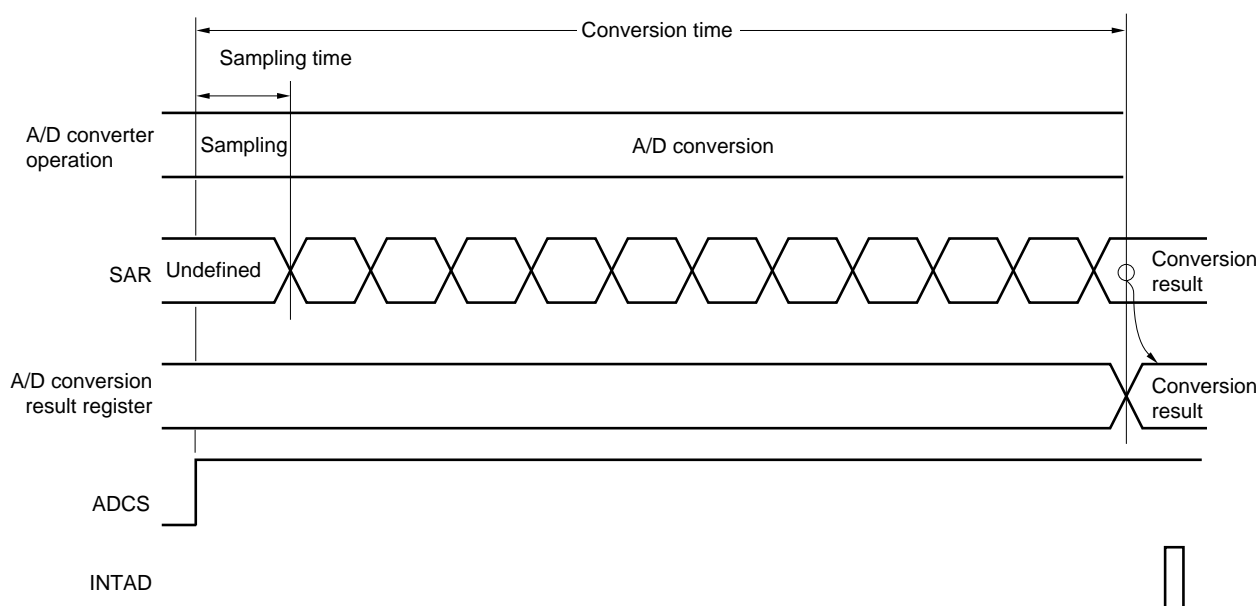 Conversion time
Sampling time
A/D converter
operation
Sampling
A/D conversion
SAR
Undefined
Conversion
result
A/D conversion
result register
Conversion
result
ADCS
INTAD